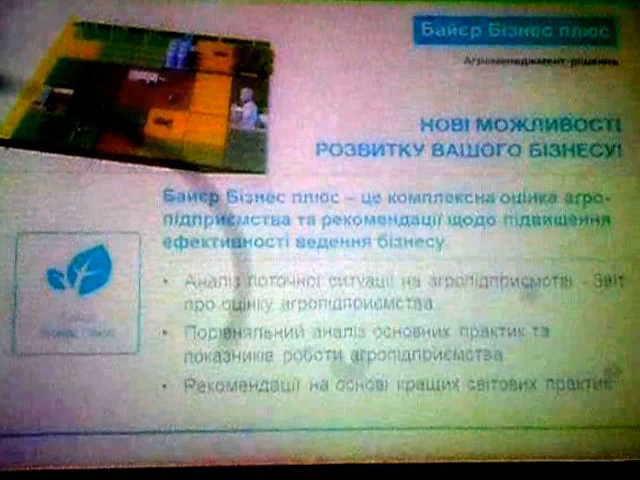 Байєр Бізнес плюс
Агроменеджмент-рішення
НОВІ МОЖЛИВОСТІ
РОЗВИТКУ ВАШОГО БІЗНЕСУ!
Байєр Бізнес плюс – це комплексна оцінка агро-
підприємства та рекомендації щодо підвищення
ефективності ведення бізнесу.
• Аналіз поточної ситуації на агропідприємстві - Звіт
про оцінку агропідприємства.
• Порівняльний аналіз основних практик та
показників роботи агропідприємства.
• Рекомендації на основі кращих світових практик
Бізнес плюс